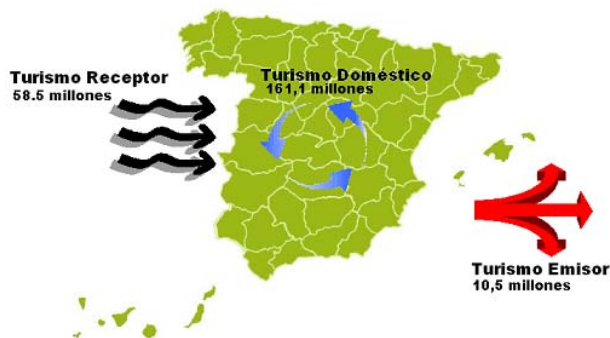 Turismo Receptor
58.5 millones
Turismo Doméstico
161,1 millones
Turismo Emisor
10,5 millones